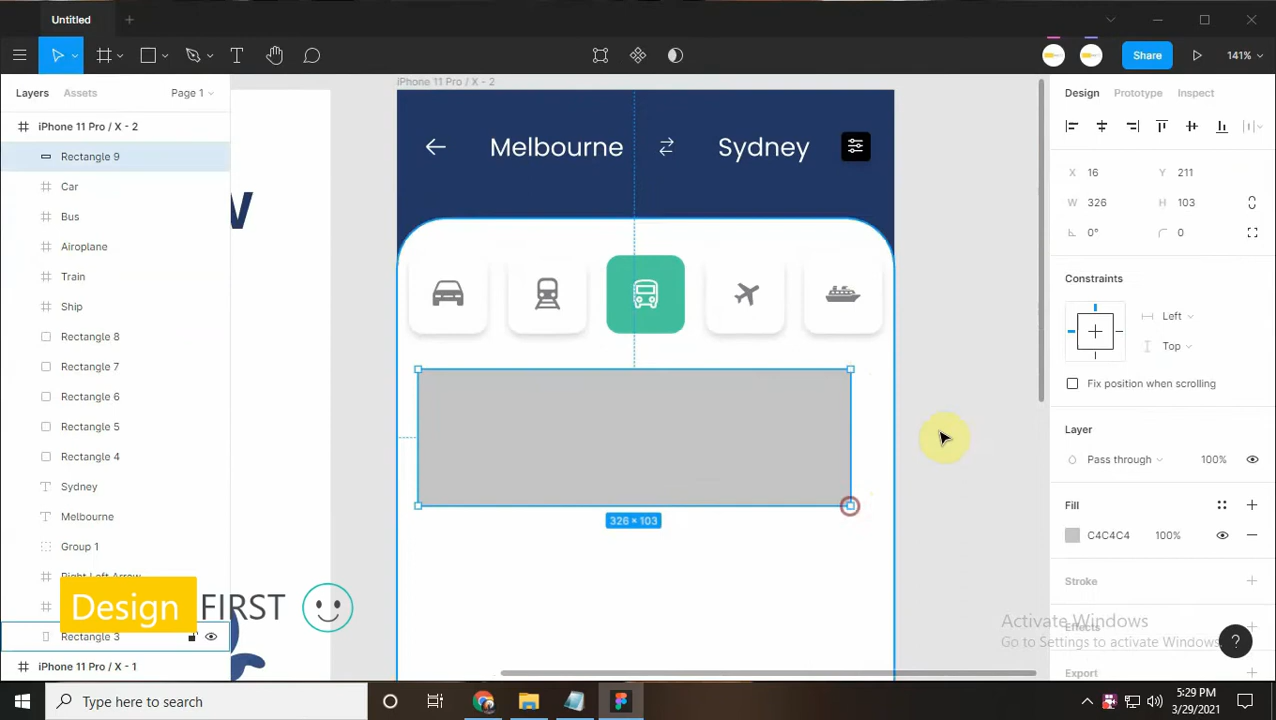 Untitled
Share
141%
Layers
Assets
Page 1
iPhone 11 Pro / X - 2
Rectangle 9
Car
Bus
Airoplane
Train
Ship
Rectangle 8
Rectangle 7
Rectangle 6
Rectangle 5
Rectangle 4
Sydney
Melbourne
Group 1
Right Left Arrow
Rectangle 3
iPhone 11 Pro / X - 1
Design FIRST
W
iPhone 11 Pro / X - 2
Melbourne
Sydney
326 × 103
Design
Prototype
Inspect
X 16
Y 211
W 326
H 103
0°
0
Constraints
Left
Top
Fix position when scrolling
Layer
Pass through
100%
Fill
C4C4C4
100%
Stroke
Effects
Export
Activate Windows
Go to Settings to activate Windows.
?
Type here to search
5:29 PM
3/29/2021